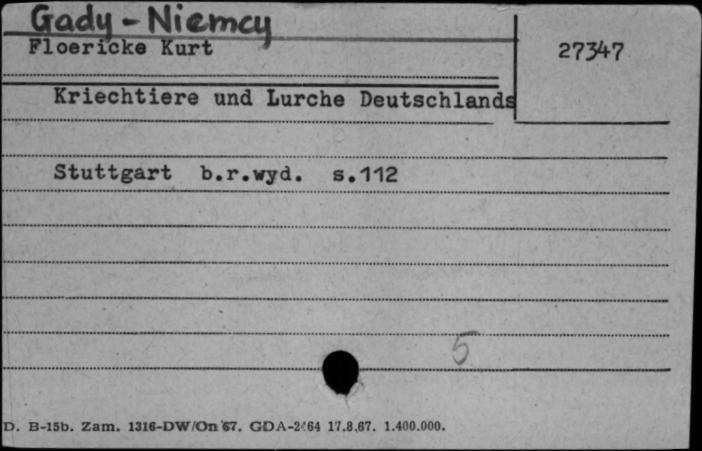 Gady - Niemcy
Floericke Kurt
27347
Kriechtiere und Lurche Deutschlands
Stuttgart b.r.wyd. s.112
5
D. B-15b. Zam. 1316-DW/On 67. GDA-2464 17.8.67. 1.400.000.